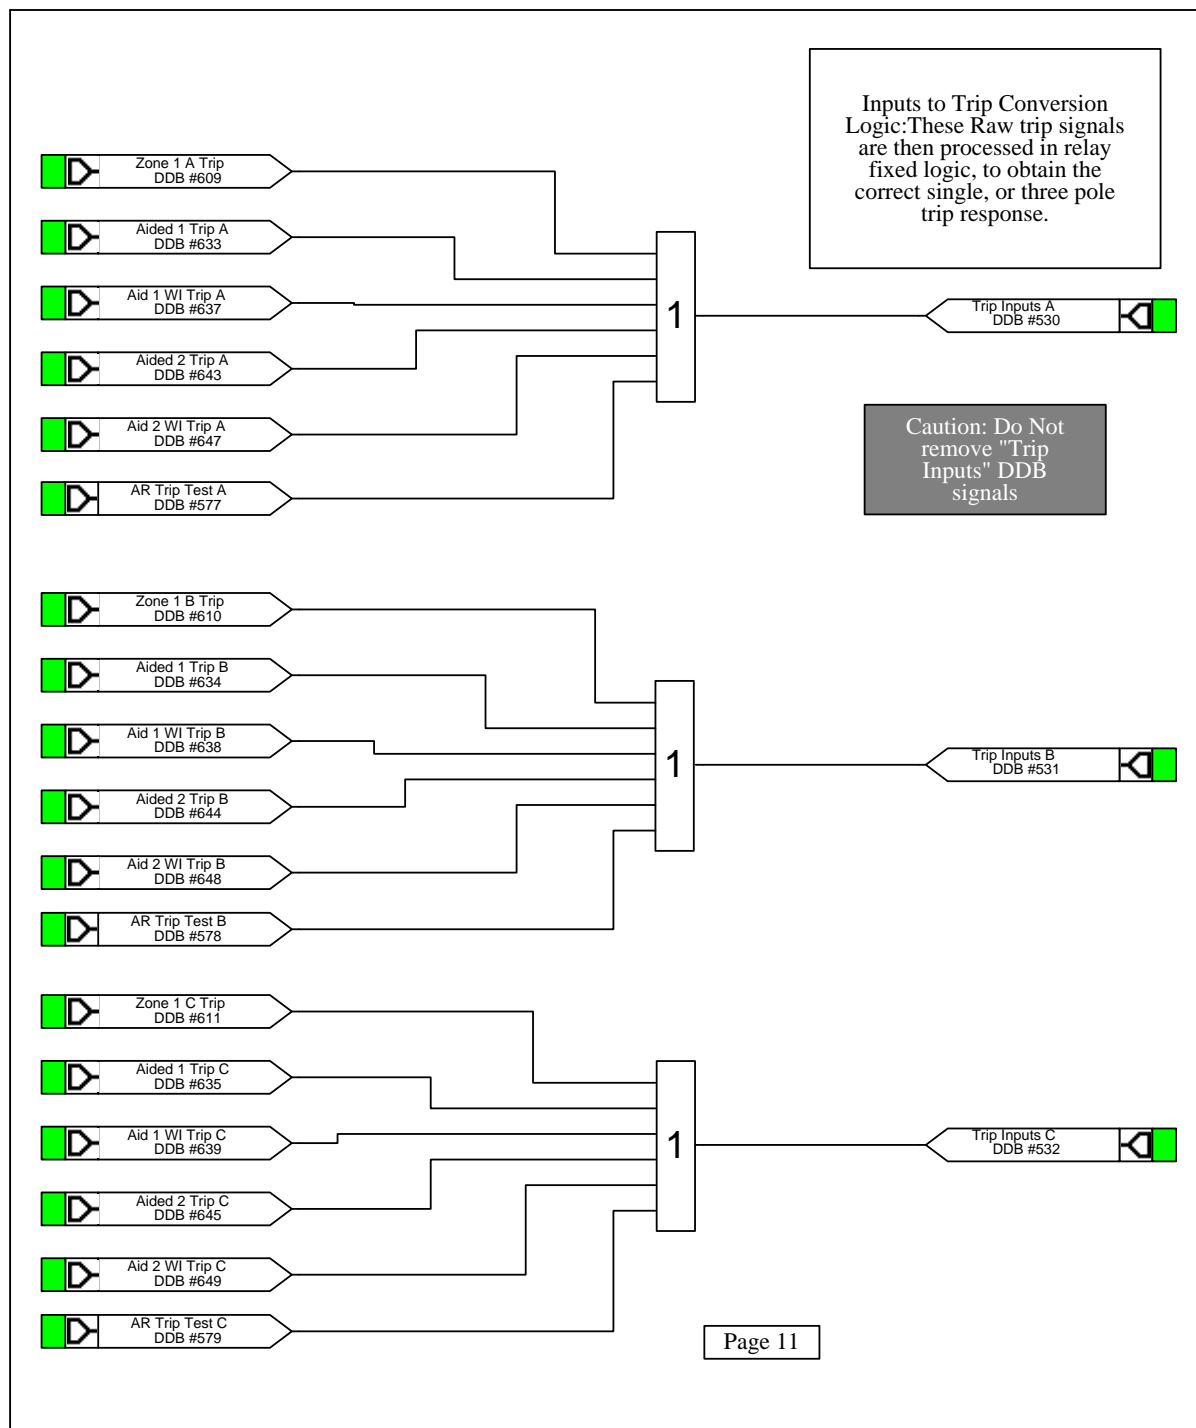 Inputs to Trip Conversion
Logic:These Raw trip signals
are then processed in relay
fixed logic, to obtain the
correct single, or three pole
trip response.
Zone 1 A Trip
DDB #609
Aided 1 Trip A
DDB #633
Aid 1 WI Trip A
DDB #637
Aided 2 Trip A
DDB #643
Aid 2 WI Trip A
DDB #647
AR Trip Test A
DDB #577
1
Trip Inputs A
DDB #530
Caution: Do Not
remove "Trip
Inputs" DDB
signals
Zone 1 B Trip
DDB #610
Aided 1 Trip B
DDB #634
Aid 1 WI Trip B
DDB #638
Aided 2 Trip B
DDB #644
Aid 2 WI Trip B
DDB #648
AR Trip Test B
DDB #578
1
Trip Inputs B
DDB #531
Zone 1 C Trip
DDB #611
Aided 1 Trip C
DDB #635
Aid 1 WI Trip C
DDB #639
Aided 2 Trip C
DDB #645
Aid 2 WI Trip C
DDB #649
AR Trip Test C
DDB #579
1
Trip Inputs C
DDB #532
Page 11